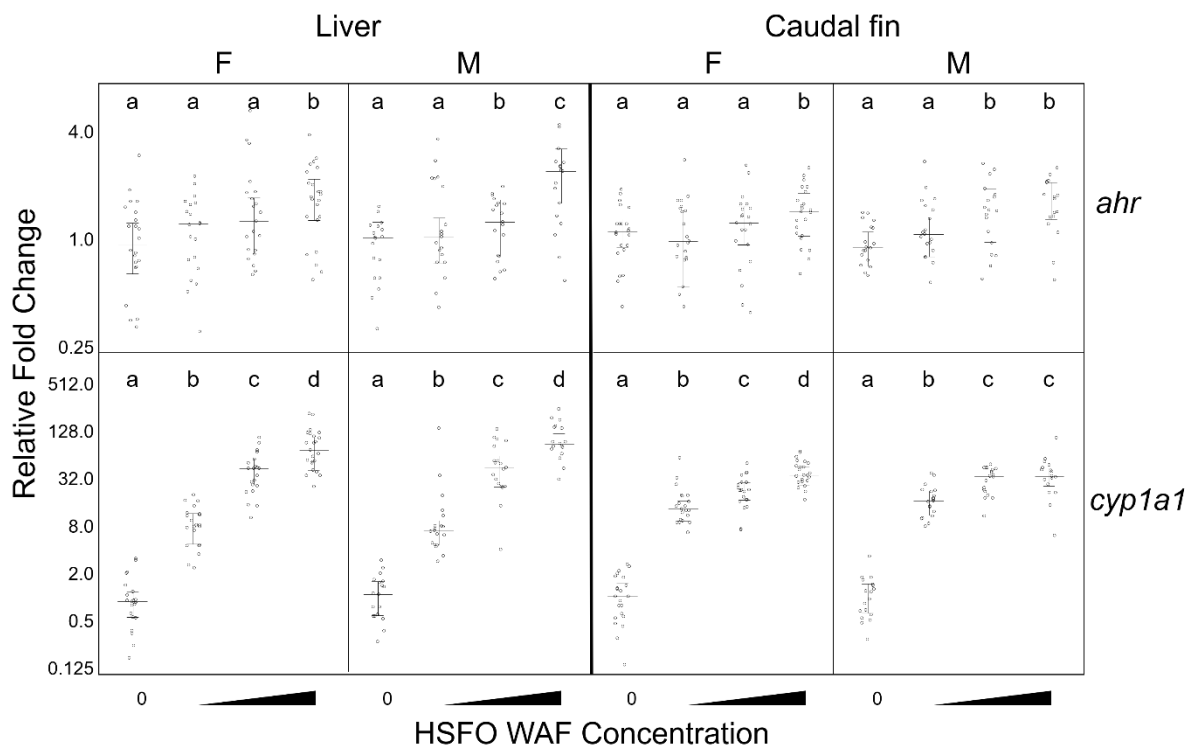 Liver Caudal fin
F M F M
a a a b a a b c a a a b a a b b
4.0
1.0
0.25
ahr
Relative Fold Change
a b c d a b c d a b c d a b c c
512.0
128.0
32.0
8.0
2.0
0.5
0.125
cyp1a1
0 0 0 0
HSFO WAF Concentration